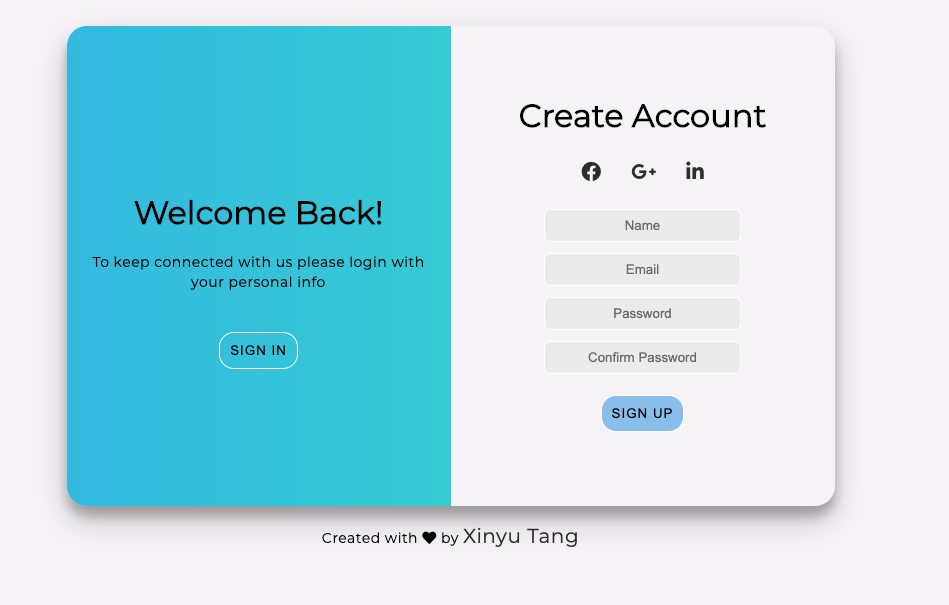 Welcome Back!
To keep connected with us please login with
your personal info
SIGN IN
Create Account
Name
Email
Password
Confirm Password
SIGN UP
Created with ♥ by Xinyu Tang